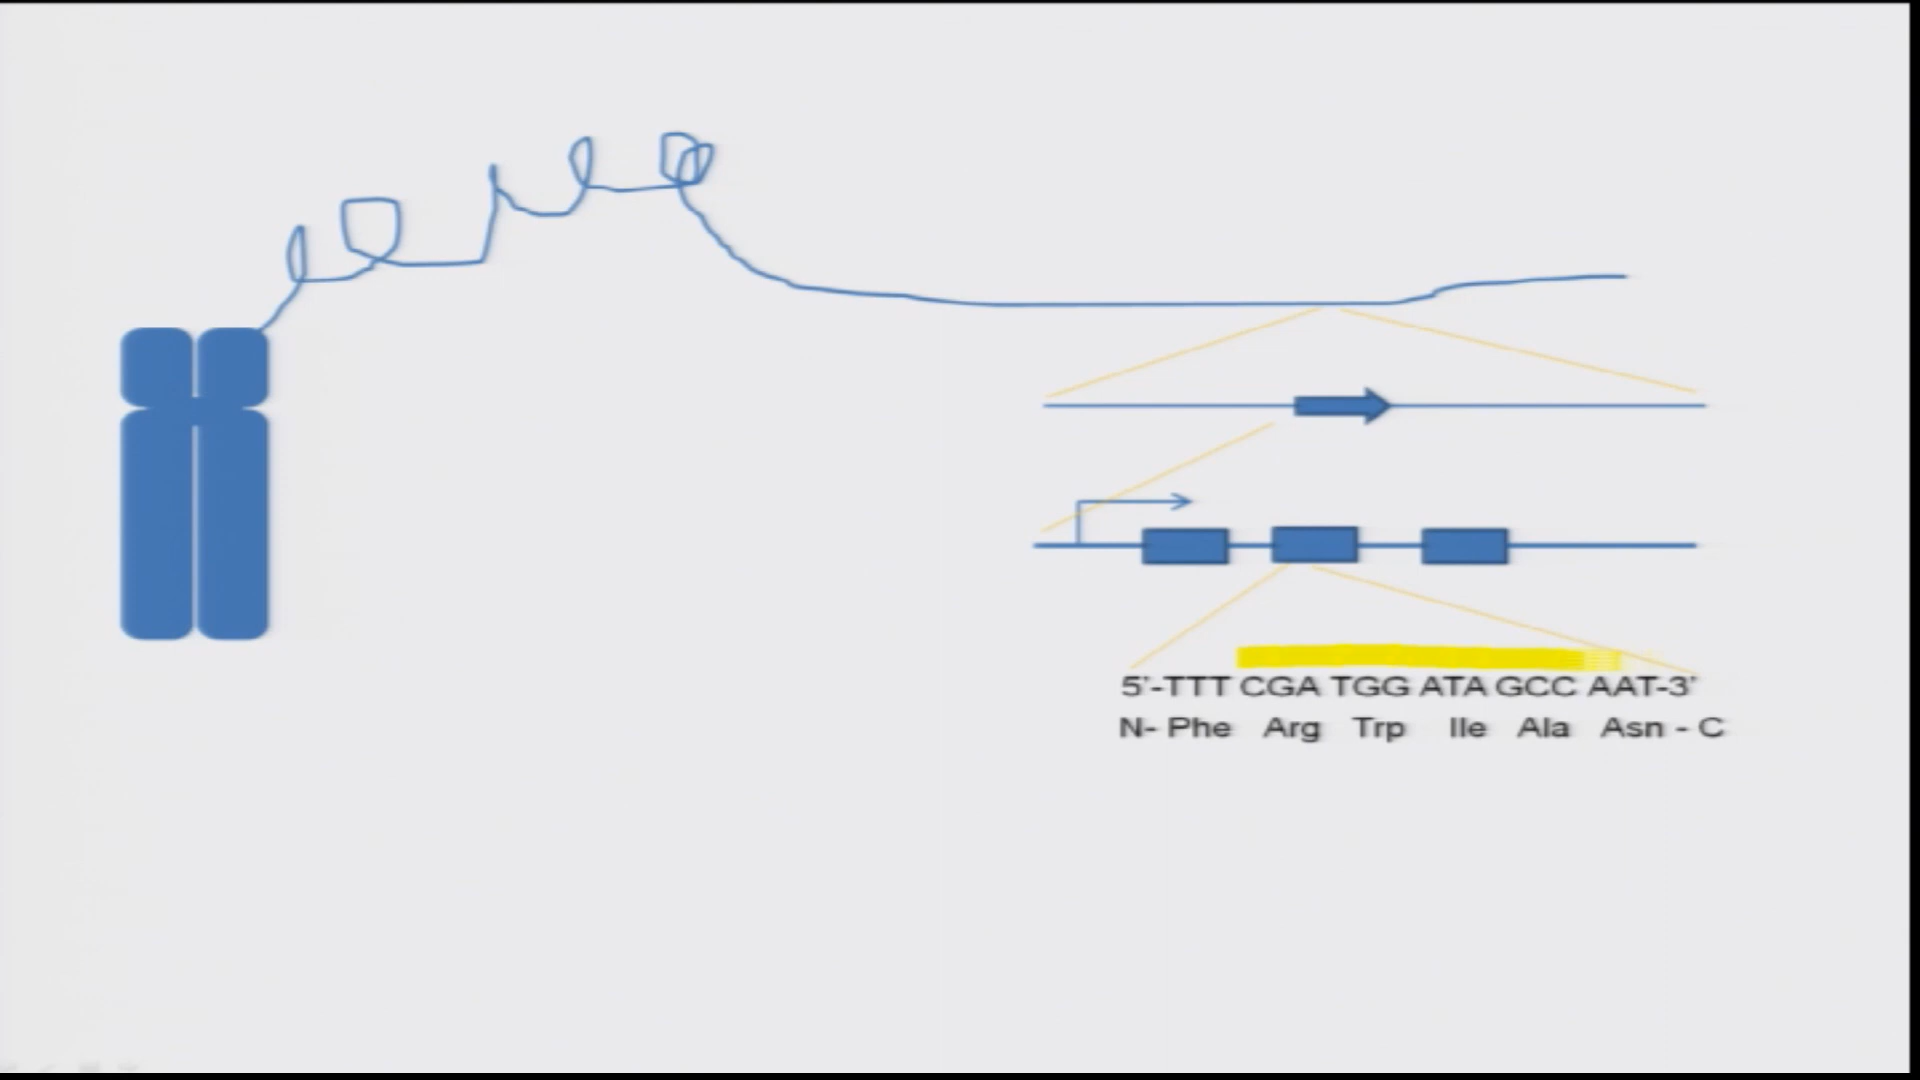 5'-TTT CGA TGG ATA GCC AAT-3'
N- Phe Arg Trp Ile Ala Asn - C